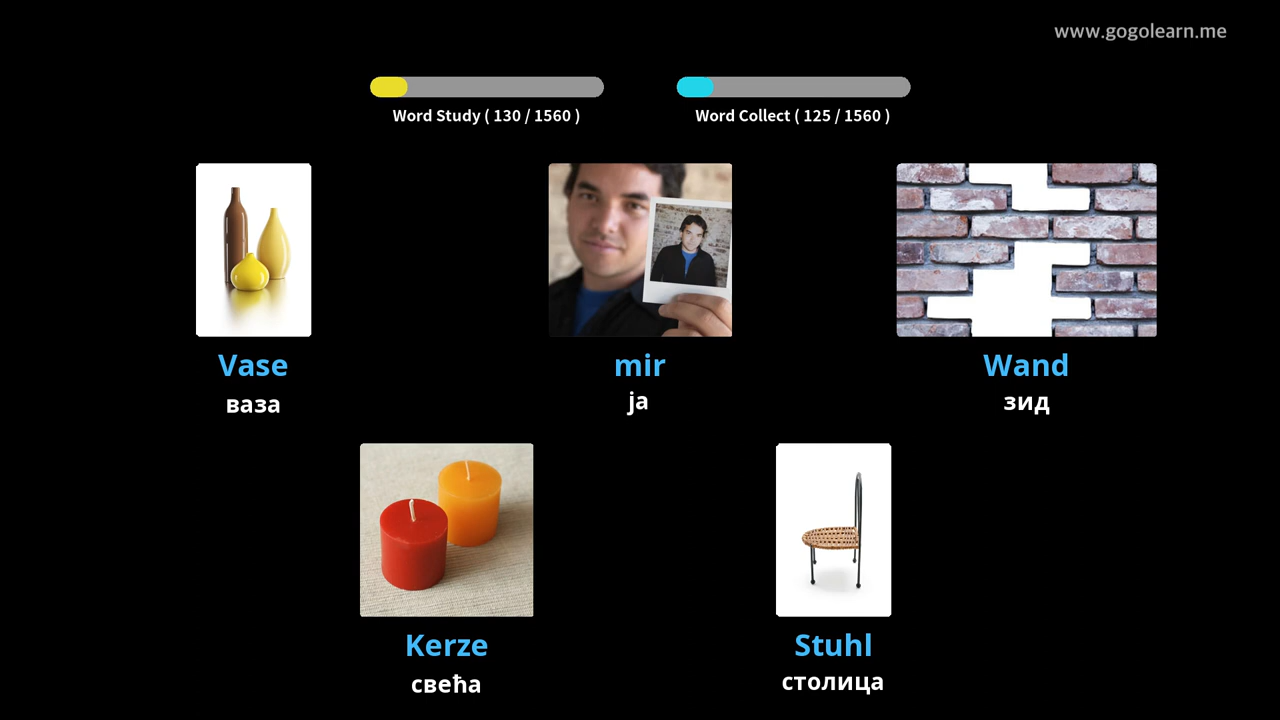 www.gogolearn.me
Word Study ( 130 / 1560 )
Word Collect ( 125 / 1560 )
Vase
ваза
mir
ја
Wand
зид
Kerze
свећа
Stuhl
столица